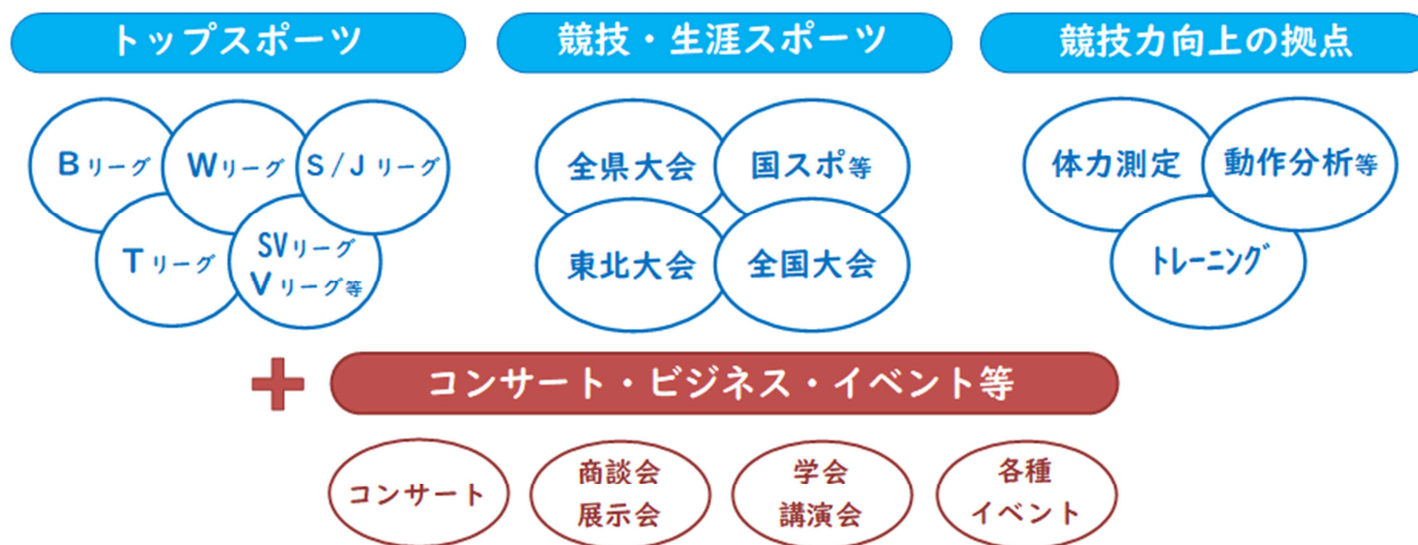 トップスポーツ
競技・生涯スポーツ
競技力向上の拠点
Bリーグ
Wリーグ
S/Jリーグ
Tリーグ
SVリーグ
Vリーグ等
全県大会
国スポ等
東北大会
全国大会
体力測定
動作分析等
トレーニング
+
コンサート・ビジネス・イベント等
コンサート
商談会
展示会
学会
講演会
各種
イベント